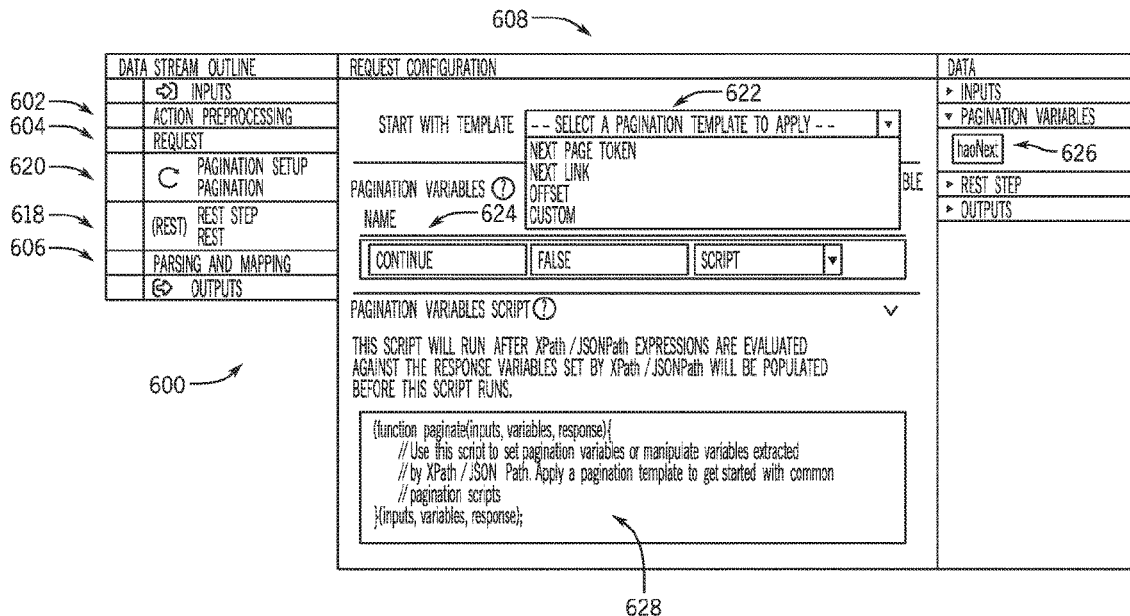 608
DATA STREAM OUTLINE
INPUTS
602
ACTION PREPROCESSING
604
REQUEST
620
PAGINATION SETUP
PAGINATION
618
(REST)
REST STEP
REST
606
PARSING AND MAPPING
OUTPUTS
600
REQUEST CONFIGURATION
622
START WITH TEMPLATE
-- SELECT A PAGINATION TEMPLATE TO APPLY --
NEXT PAGE TOKEN
NEXT LINK
OFFSET
CUSTOM
PAGINATION VARIABLES ?
BLE
NAME
624
CONTINUE
FALSE
SCRIPT
PAGINATION VARIABLES SCRIPT ?
THIS SCRIPT WILL RUN AFTER XPath /JSONPath EXPRESSIONS ARE EVALUATED
AGAINST THE RESPONSE VARIABLES SET BY XPath /JSONPath WILL BE POPULATED
BEFORE THIS SCRIPT RUNS.
(function paginate(inputs, variables, response){
// Use this script to set pagination variables or manipulate variables extracted
// by XPath / JSON Path. Apply a pagination template to get started with common
// pagination scripts
}(inputs, variables, response);
628
DATA
INPUTS
PAGINATION VARIABLES
haoNex:
626
REST STEP
OUTPUTS